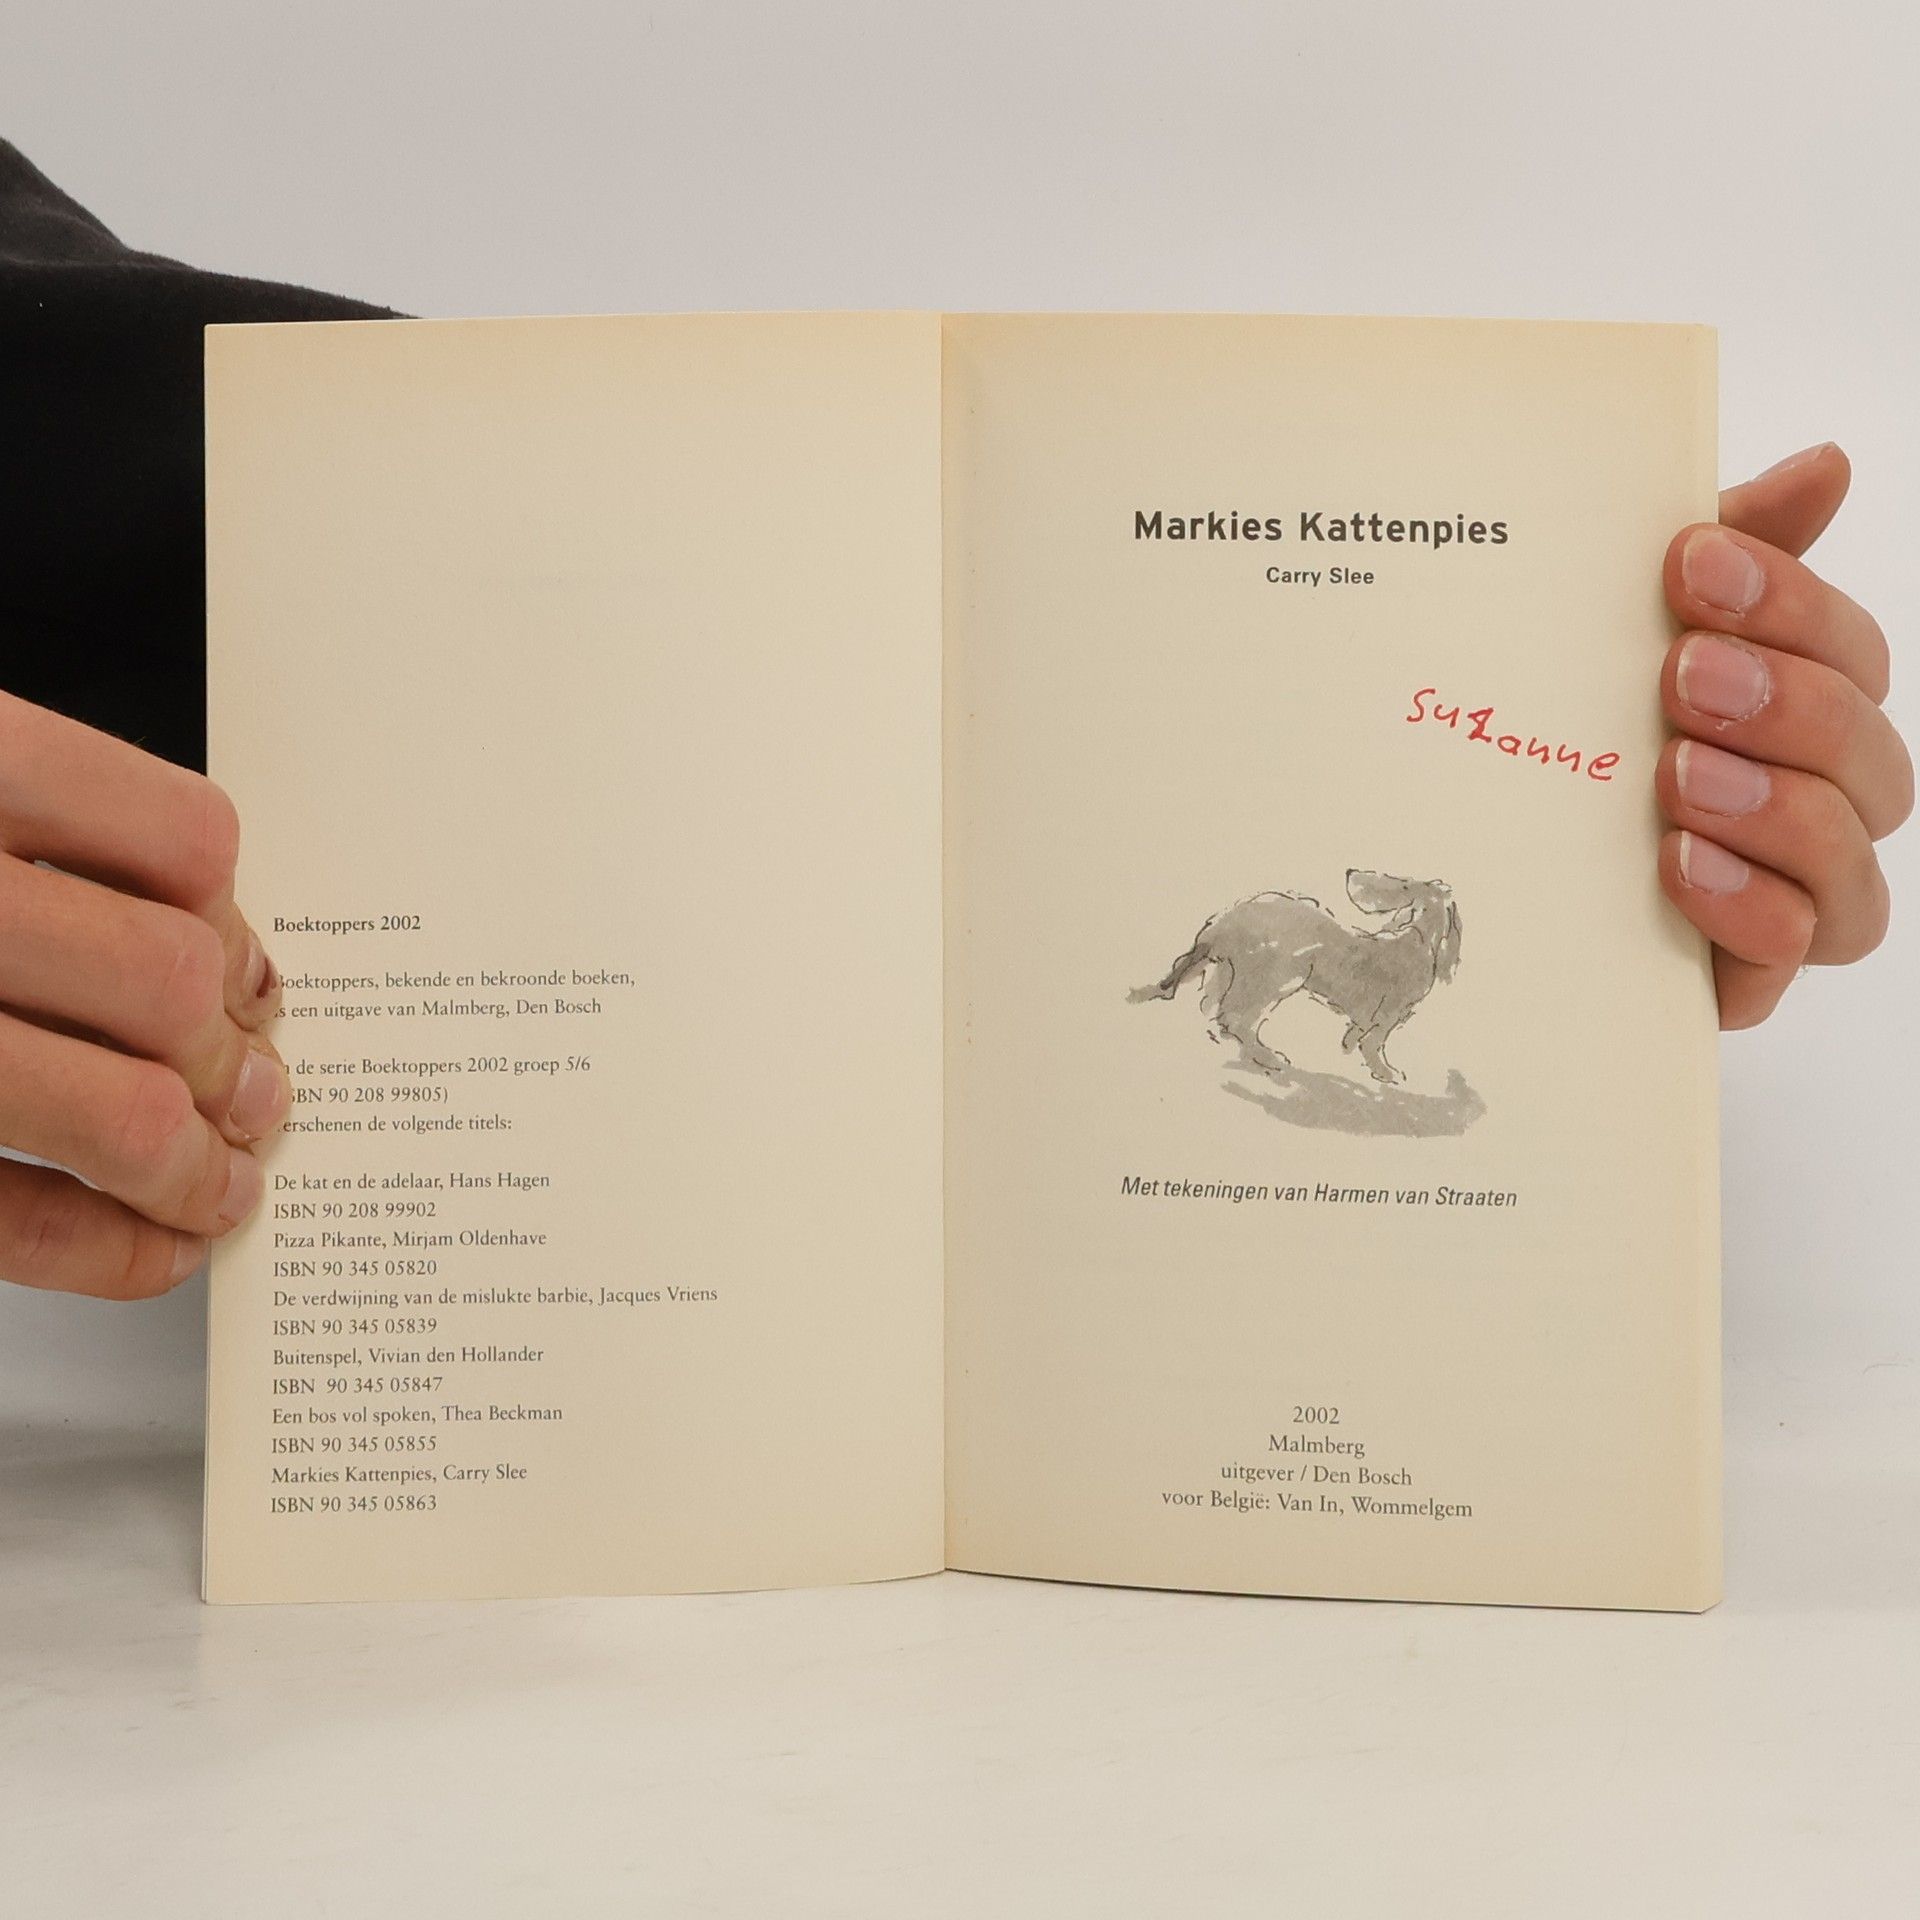 Boektoppers 2002
oektoppers, bekende en bekroonde boeken,
s een uitgave van Malmberg, Den Bosch
de serie Boektoppers 2002 groep 5/6
SBN 90 208 99805)
erschenen de volgende titels:
De kat en de adelaar, Hans Hagen
ISBN 90 208 99902
Pizza Pikante, Mirjam Oldenhave
ISBN 90 345 05820
De verdwijning van de mislukte barbie, Jacques Vriens
ISBN 90 345 05839
Buitenspel, Vivian den Hollander
ISBN 90 345 05847
Een bos vol spoken, Thea Beckman
ISBN 90 345 05855
Markies Kattenpies, Carry Slee
ISBN 90 345 05863
Markies Kattenpies
Carry Slee
Suzanne
Met tekeningen van Harmen van Straaten
2002
Malmberg
uitgever / Den Bosch
voor België: Van In, Wommelgem